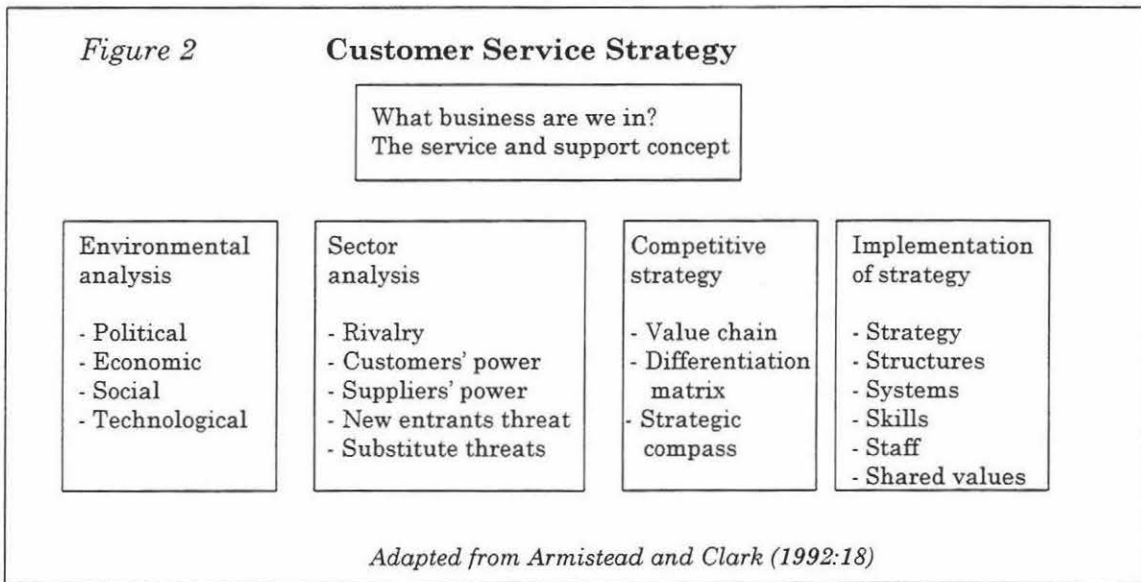 Figure 2 Customer Service Strategy
What business are we in?
The service and support concept
Environmental
analysis
- Political
- Economic
- Social
- Technological
Sector
analysis
- Rivalry
- Customers' power
- Suppliers' power
- New entrants threat
- Substitute threats
Competitive
strategy
- Value chain
- Differentiation
matrix
- Strategic
compass
Implementation
of strategy
- Strategy
- Structures
- Systems
- Skills
- Staff
- Shared values
Adapted from Armistead and Clark (1992:18)